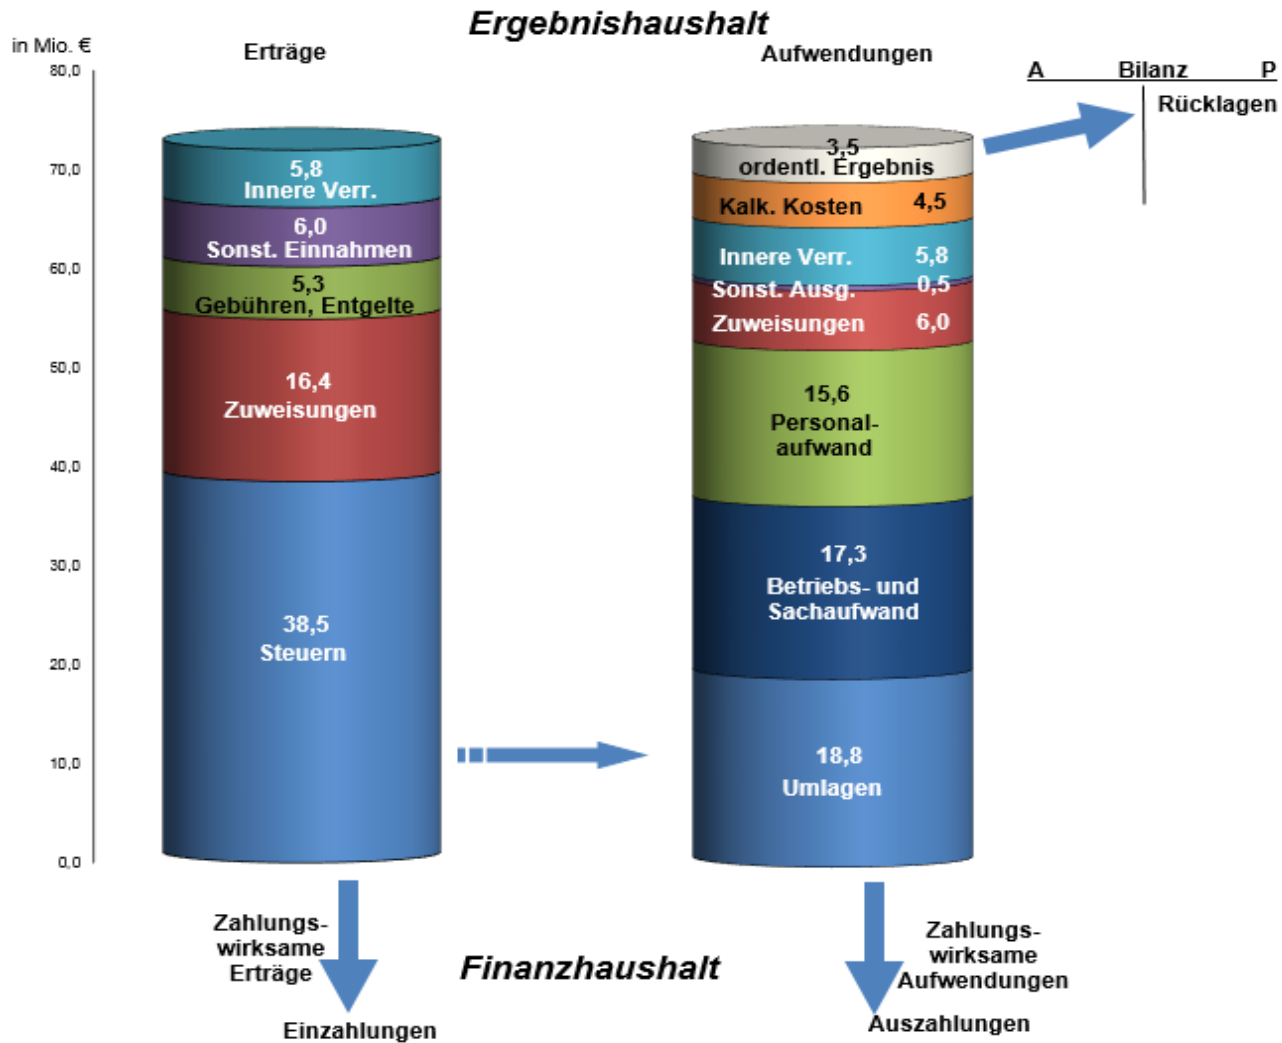 Ergebnishaushalt
in Mio. €
Erträge
Aufwendungen
A Bilanz P
Rücklagen
80,0
70,0
60,0
50,0
40,0
30,0
20,0
10,0
0,0
5,8
Innere Verr.
6,0
Sonst. Einnahmen
5,3
Gebühren, Entgelte
16,4
Zuweisungen
38,5
Steuern
3,5
ordentl. Ergebnis
Kalk. Kosten 4,5
Innere Verr. 5,8
Sonst. Ausg. 0,5
Zuweisungen 6,0
15,6
Personal-
aufwand
17,3
Betriebs- und
Sachaufwand
18,8
Umlagen
Zahlungs-
wirksame
Erträge
Einzahlungen
Finanzhaushalt
Zahlungs-
wirksame
Aufwendungen
Auszahlungen